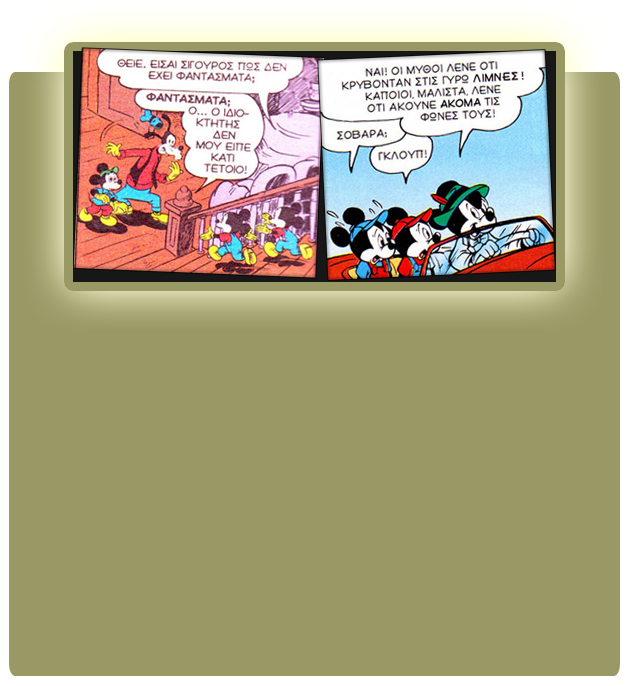 ΘΕΙΕ, ΕΙΣΑΙ ΣΙΓΟΥΡΟΣ ΠΩΣ ΔΕΝ
ΕΧΕΙ ΦΑΝΤΑΣΜΑΤΑ;
ΦΑΝΤΑΣΜΑΤΑ;
Ο... Ο ΙΔΙΟ-
ΚΤΗΤΗΣ
ΔΕΝ
ΜΟΥ ΕΙΠΕ
ΚΑΤΙ
ΤΕΤΟΙΟ!
ΝΑΙ! ΟΙ ΜΥΘΟΙ ΛΕΝΕ ΟΤΙ
ΚΡΥΒΟΝΤΑΝ ΣΤΙΣ ΓΥΡΩ ΛΙΜΝΕΣ!
ΚΑΠΟΙΟΙ, ΜΑΛΙΣΤΑ, ΛΕΝΕ
ΟΤΙ ΑΚΟΥΝΕ ΑΚΟΜΑ ΤΙΣ
ΦΩΝΕΣ ΤΟΥΣ!
ΣΟΒΑΡΑ;
ΓΚΛΟΥΠ!